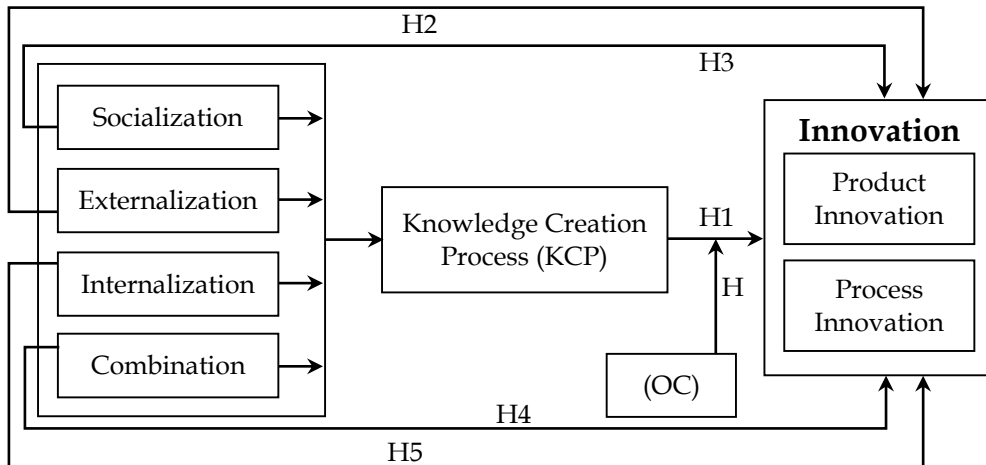 H2
H3
Socialization
Externalization
Internalization
Combination
Knowledge Creation
Process (KCP)
H1
H
(OC)
Innovation
Product
Innovation
Process
Innovation
H4
H5